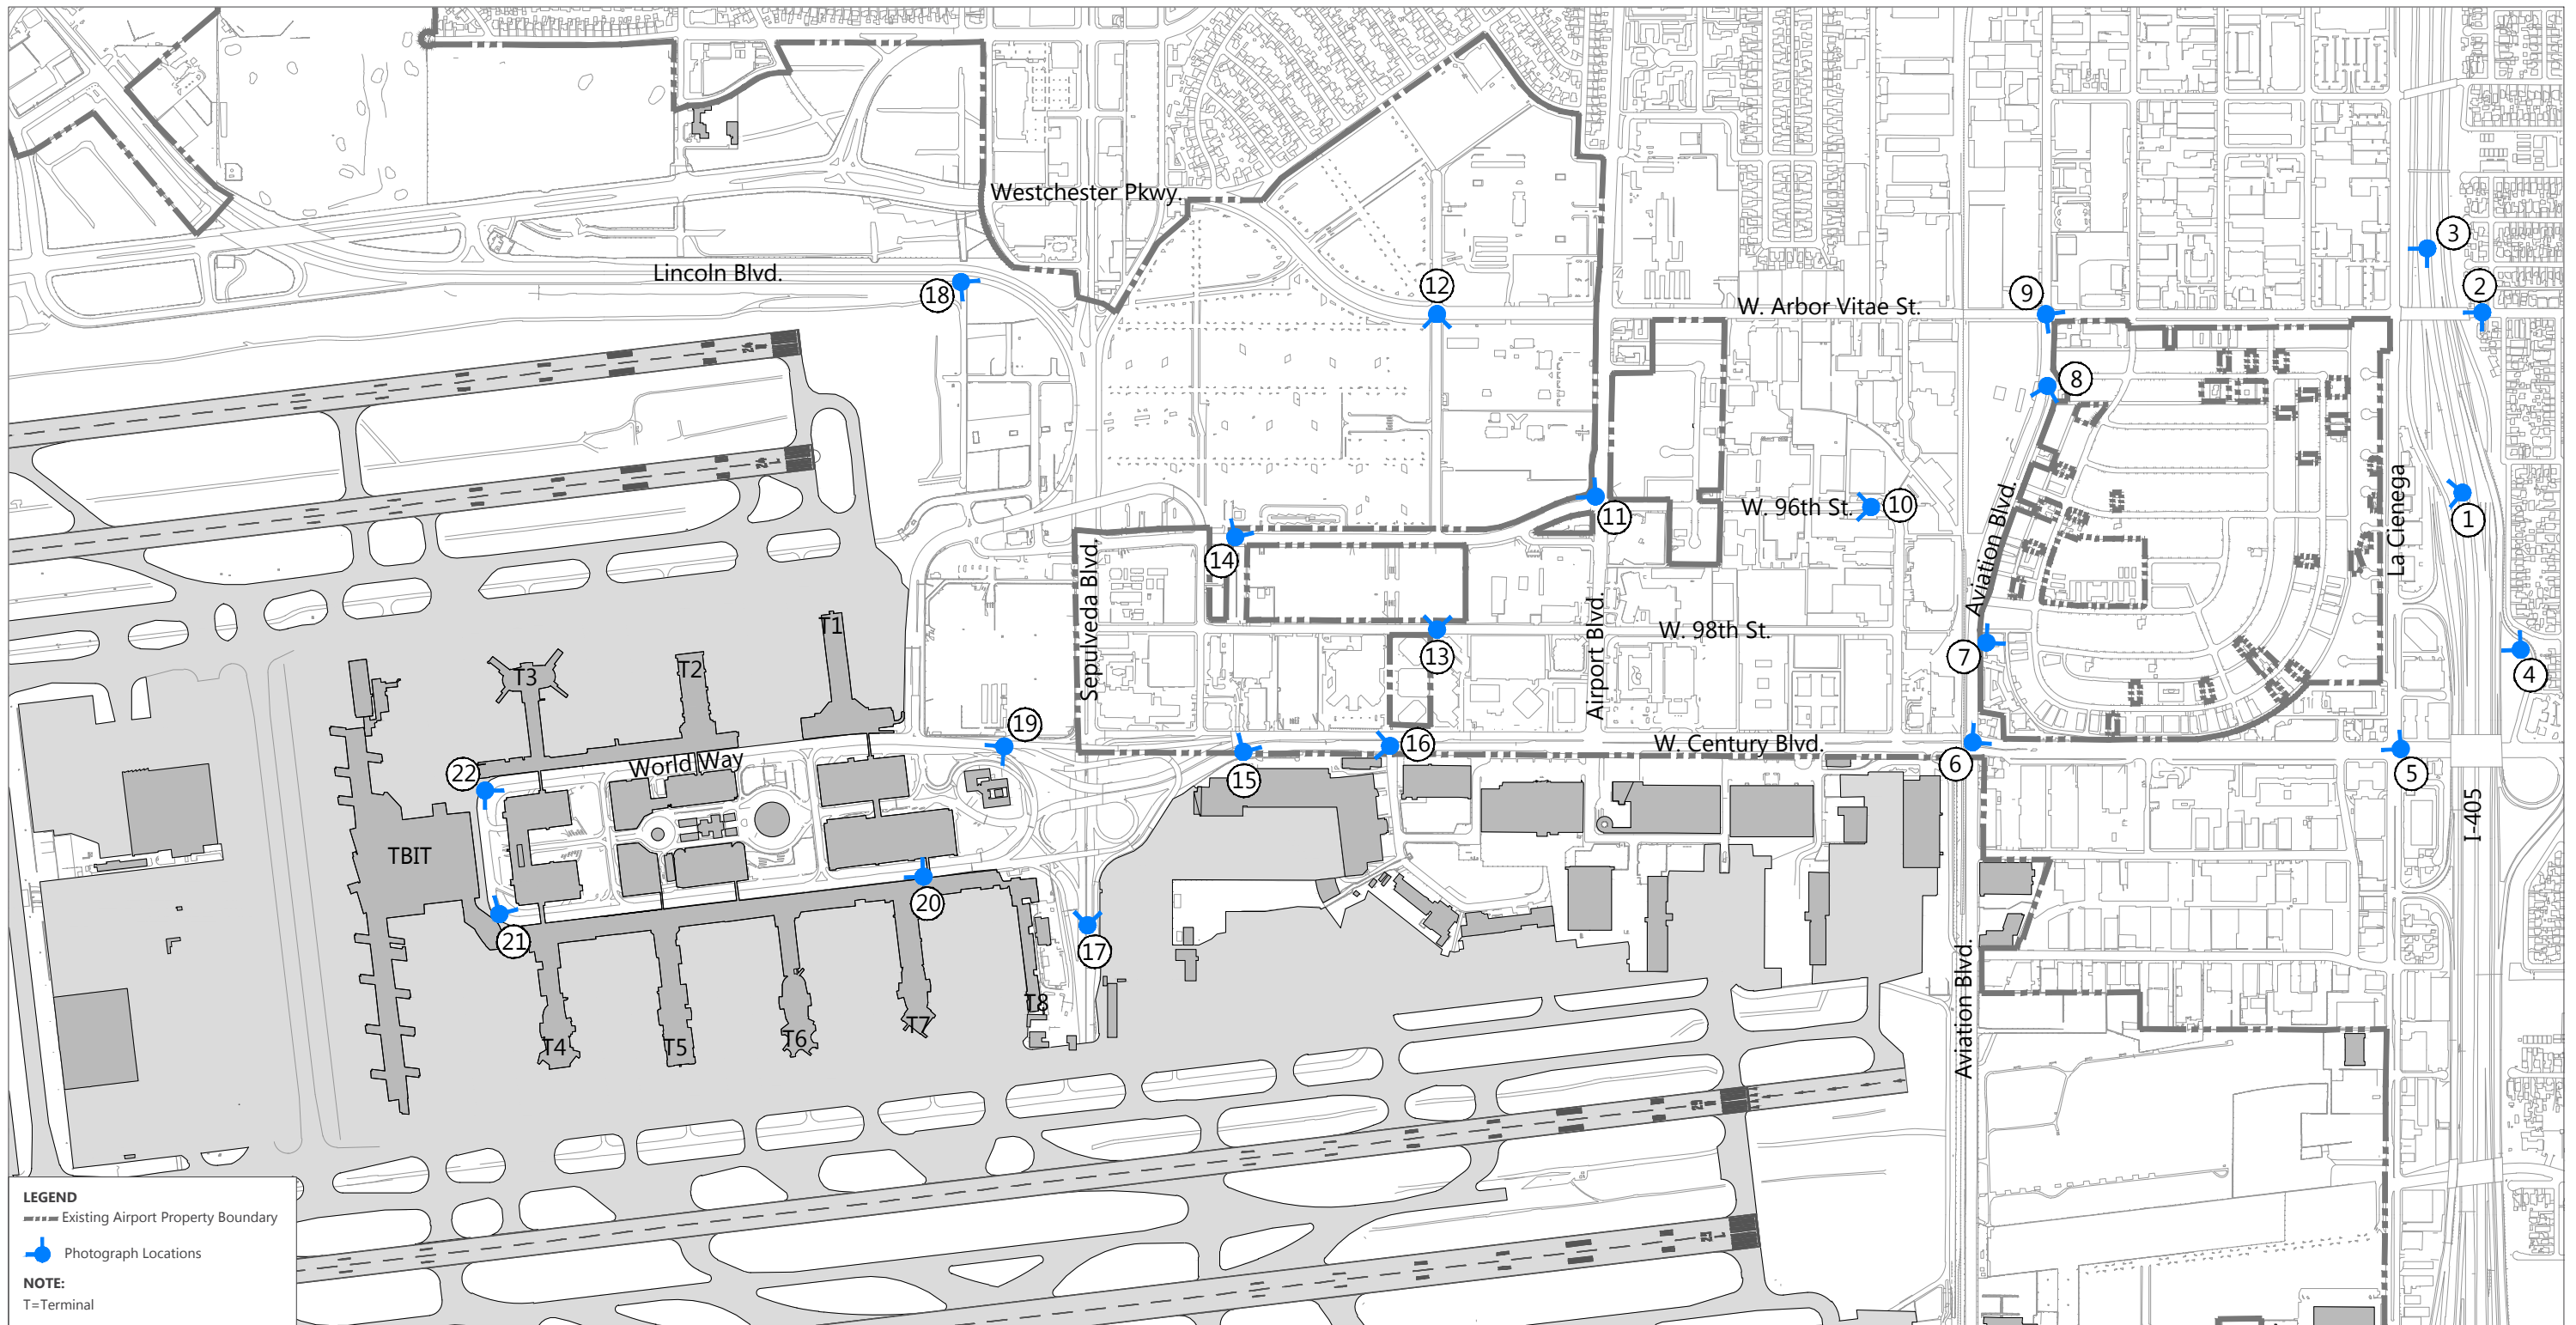 Westchester Pkwy.
3
Lincoln Blvd.
18
12
W. Arbor Vitae St.
9
2
8
W. 96th St.
10
11
1
La Cienega
Aviation Blvd.
14
Sepulveda Blvd.
Airport Blvd.
T1
W. 98th St.
13
7
4
T3
T2
19
16
W. Century Blvd.
World Way
22
15
6
5
I-405
TBIT
20
21
17
Aviation Blvd.
T8
T7
T6
T5
T4
LEGEND
Existing Airport Property Boundary
Photograph Locations
NOTE:
T=Terminal